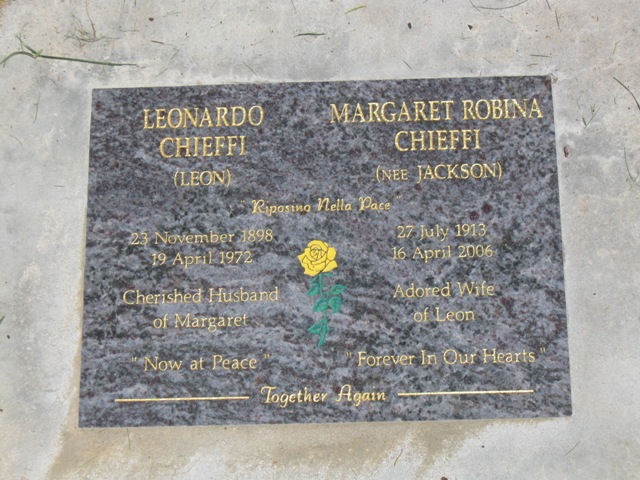 LEONARDO
CHIEFFI
(LEON)
MARGARET ROBINA
CHIEFFI
(NEE JACKSON)
" Riposino Nella Pace "
23 November 1898
19 April 1972
27 July 1913
16 April 2006
Cherished Husband
of Margaret
Adored Wife
of Leon
" Now at Peace "
" Forever In Our Hearts "
Together Again